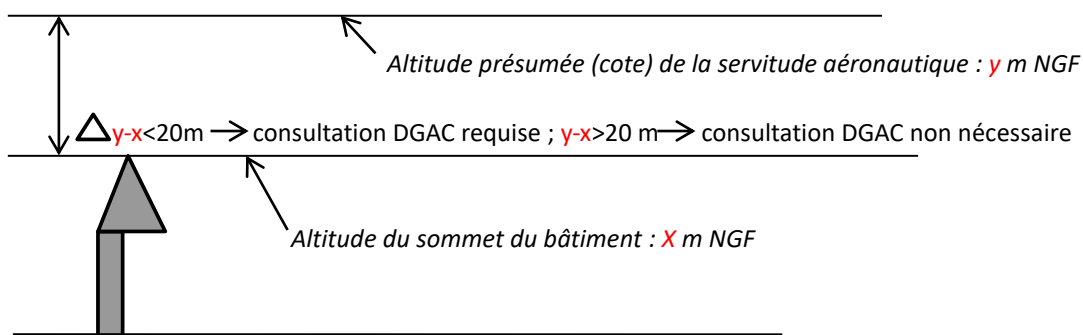 Altitude présumée (cote) de la servitude aéronautique : y m NGF
y-x<20m → consultation DGAC requise ; y-x>20 m → consultation DGAC non nécessaire
Altitude du sommet du bâtiment : X m NGF